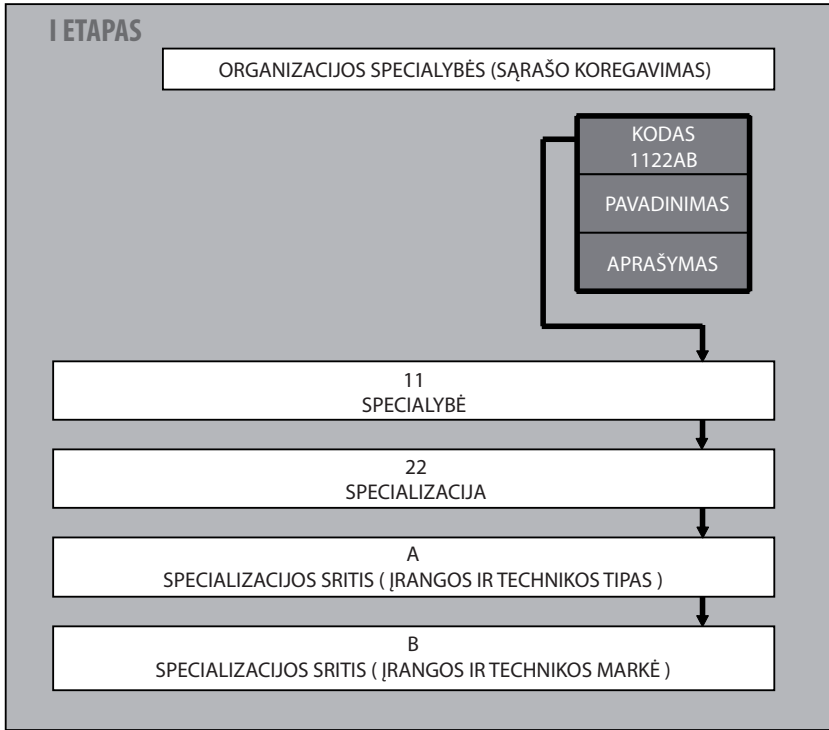 I ETAPAS
ORGANIZACIJOS SPECIALYBĖS (SĄRAŠO KOREGAVIMAS)
KODAS
1122AB
PAVADINIMAS
APRAŠYMAS
11
SPECIALYBĖ
22
SPECIALIZACIJA
A
SPECIALIZACIJOS SRITIS ( ĮRANGOS IR TECHNIKOS TIPAS )
B
SPECIALIZACIJOS SRITIS ( ĮRANGOS IR TECHNIKOS MARKĖ )